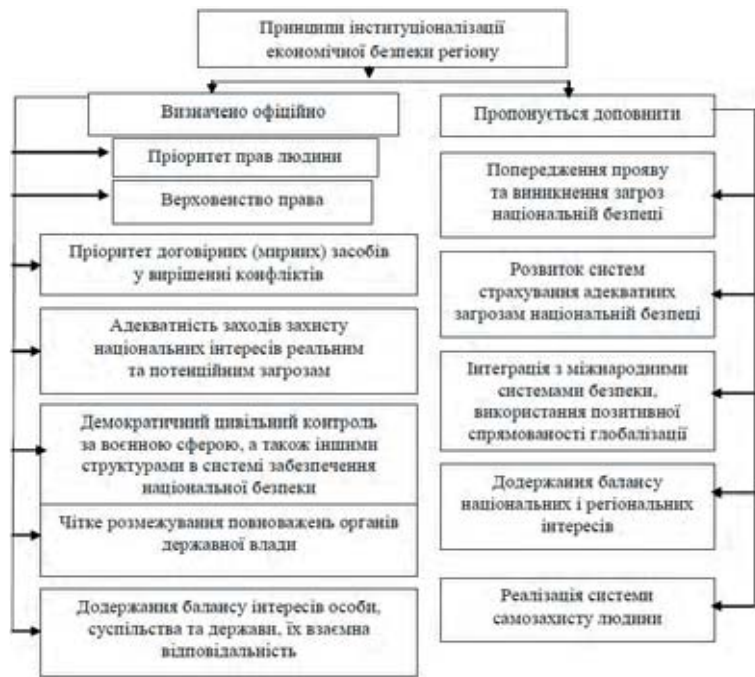 Принципи інституціоналізації
економічної безпеки регіону
Визначено офіційно
Пріоритет прав людини
Верховенство права
Пріоритет договірних (мирних) засобів
у вирішенні конфліктів
Адекватність заходів захисту
національних інтересів реальним
та потенційним загрозам
Демократичний цивільний контроль
за воєнною сферою, а також іншими
структурами в системі забезпечення
національної безпеки
Чітке розмежування повноважень органів
державної влади
Додержання балансу інтересів особи,
суспільства та держави, їх взаємна
відповідальність
Пропонується доповнити
Попередження прояву
та виникнення загроз
національній безпеці
Розвиток систем
страхування адекватних
загрозам національній безпеці
Інтеграція з міжнародними
системами безпеки,
використання позитивної
спрямованості глобалізації
Додержання балансу
національних і регіональних
інтересів
Реалізація системи
самозахисту людини